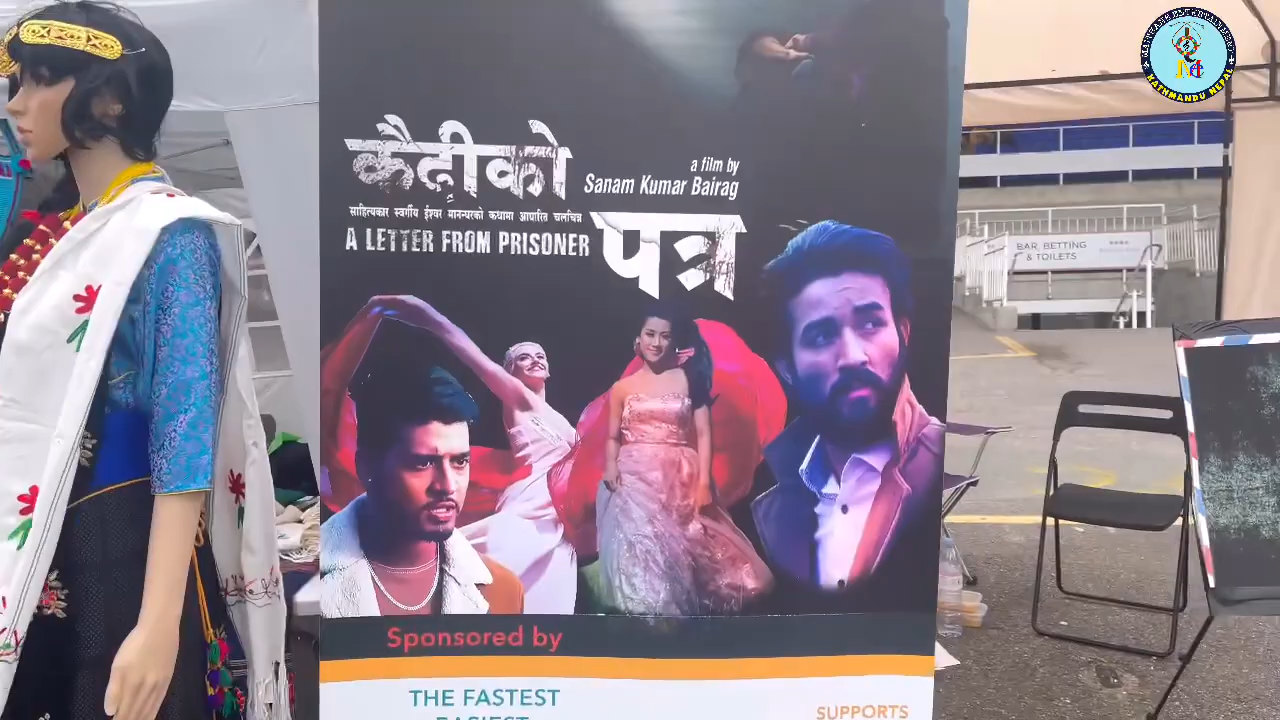 कैदीको
a film by
Sanam Kumar Bairag
साहित्यकार स्वर्गीय ईश्वर मानन्धरको कथामा आधारित चलचित्र
A LETTER FROM PRISONER
पत्र
Sponsored by
THE FASTEST
EASIEST
SUPPORTS
BAR, BETTING
& TOILETS
KATHMANDU NEPAL